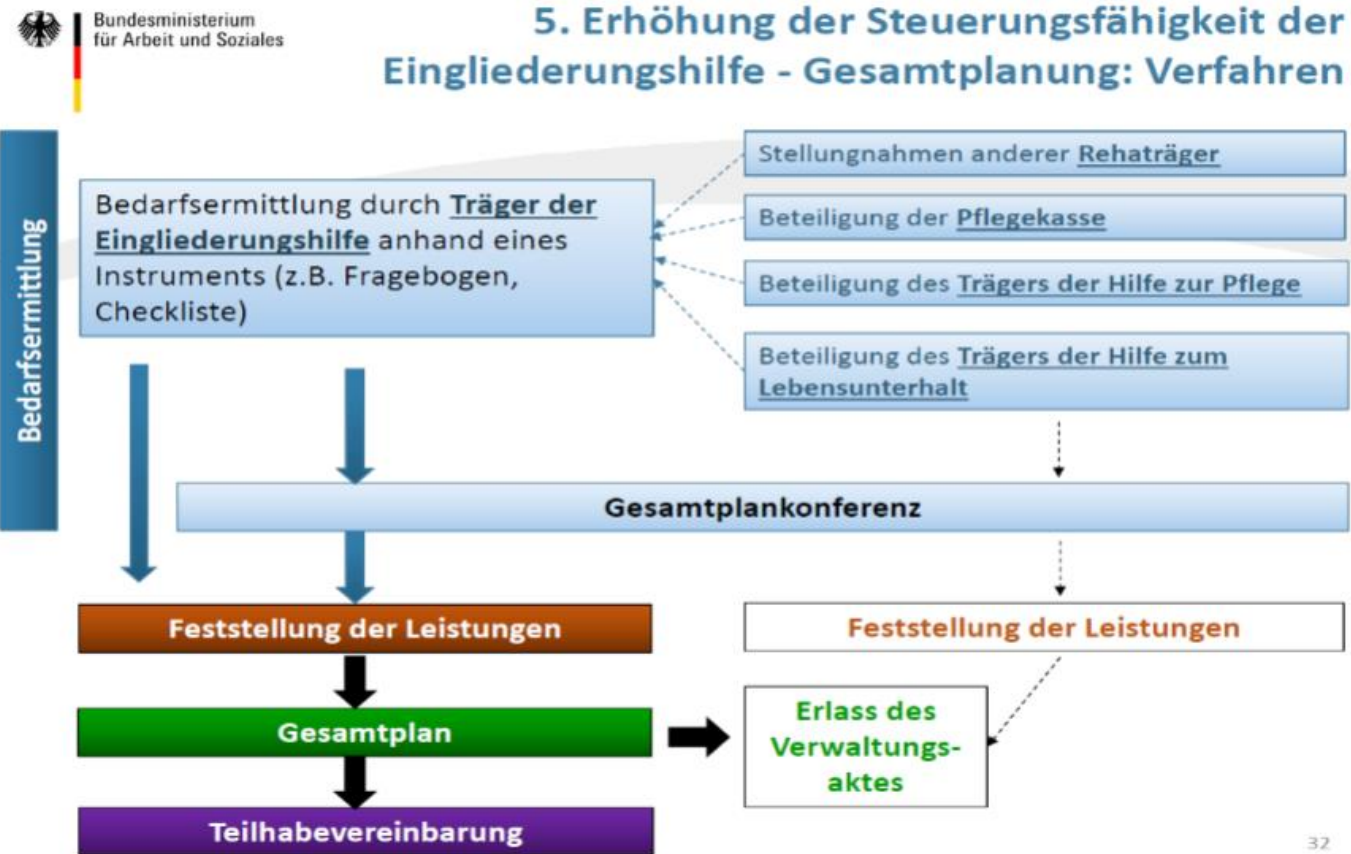 Bundesministerium
für Arbeit und Soziales
5. Erhöhung der Steuerungsfähigkeit der
Eingliederungshilfe - Gesamtplanung: Verfahren
Bedarfsermittlung
Bedarfsermittlung durch Träger der
Eingliederungshilfe anhand eines
Instruments (z.B. Fragebogen,
Checkliste)
Stellungnahmen anderer Rehaträger
Beteiligung der Pflegekasse
Beteiligung des Trägers der Hilfe zur Pflege
Beteiligung des Trägers der Hilfe zum
Lebensunterhalt
Gesamtplankonferenz
Feststellung der Leistungen
Feststellung der Leistungen
Gesamtplan
Erlass des
Verwaltungs-
aktes
Teilhabevereinbarung
32